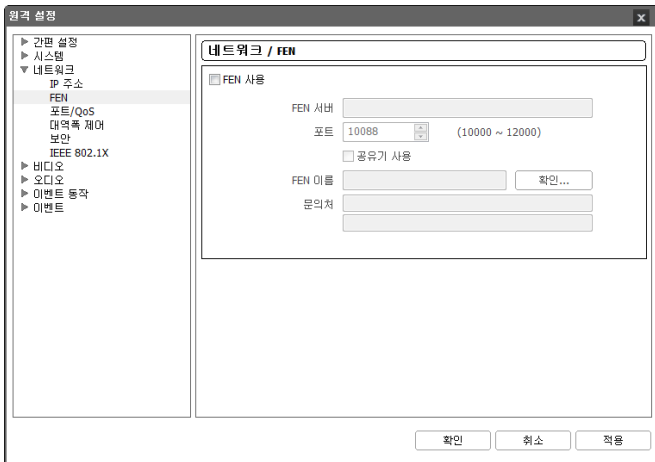 원격 설정
x
간편 설정
시스템
네트워크
IP 주소
FEN
포트/QoS
대역폭 제어
보안
IEEE 802.1X
비디오
오디오
이벤트 동작
이벤트
네트워크 / FEN
FEN 사용
FEN 서버
포트 10088 (10000 ~ 12000)
공유기 사용
FEN 이름 확인...
문의처
확인 취소 적용